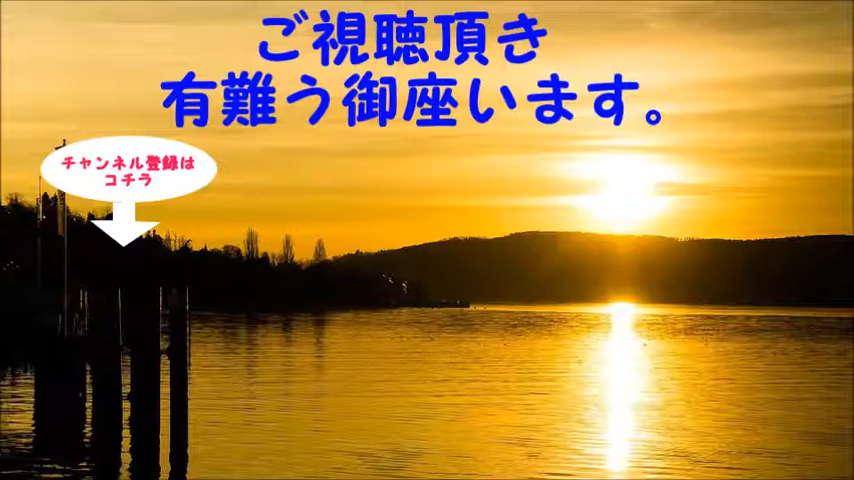 ご視聴頂き
有難う御座います。
チャンネル登録は
コチラ